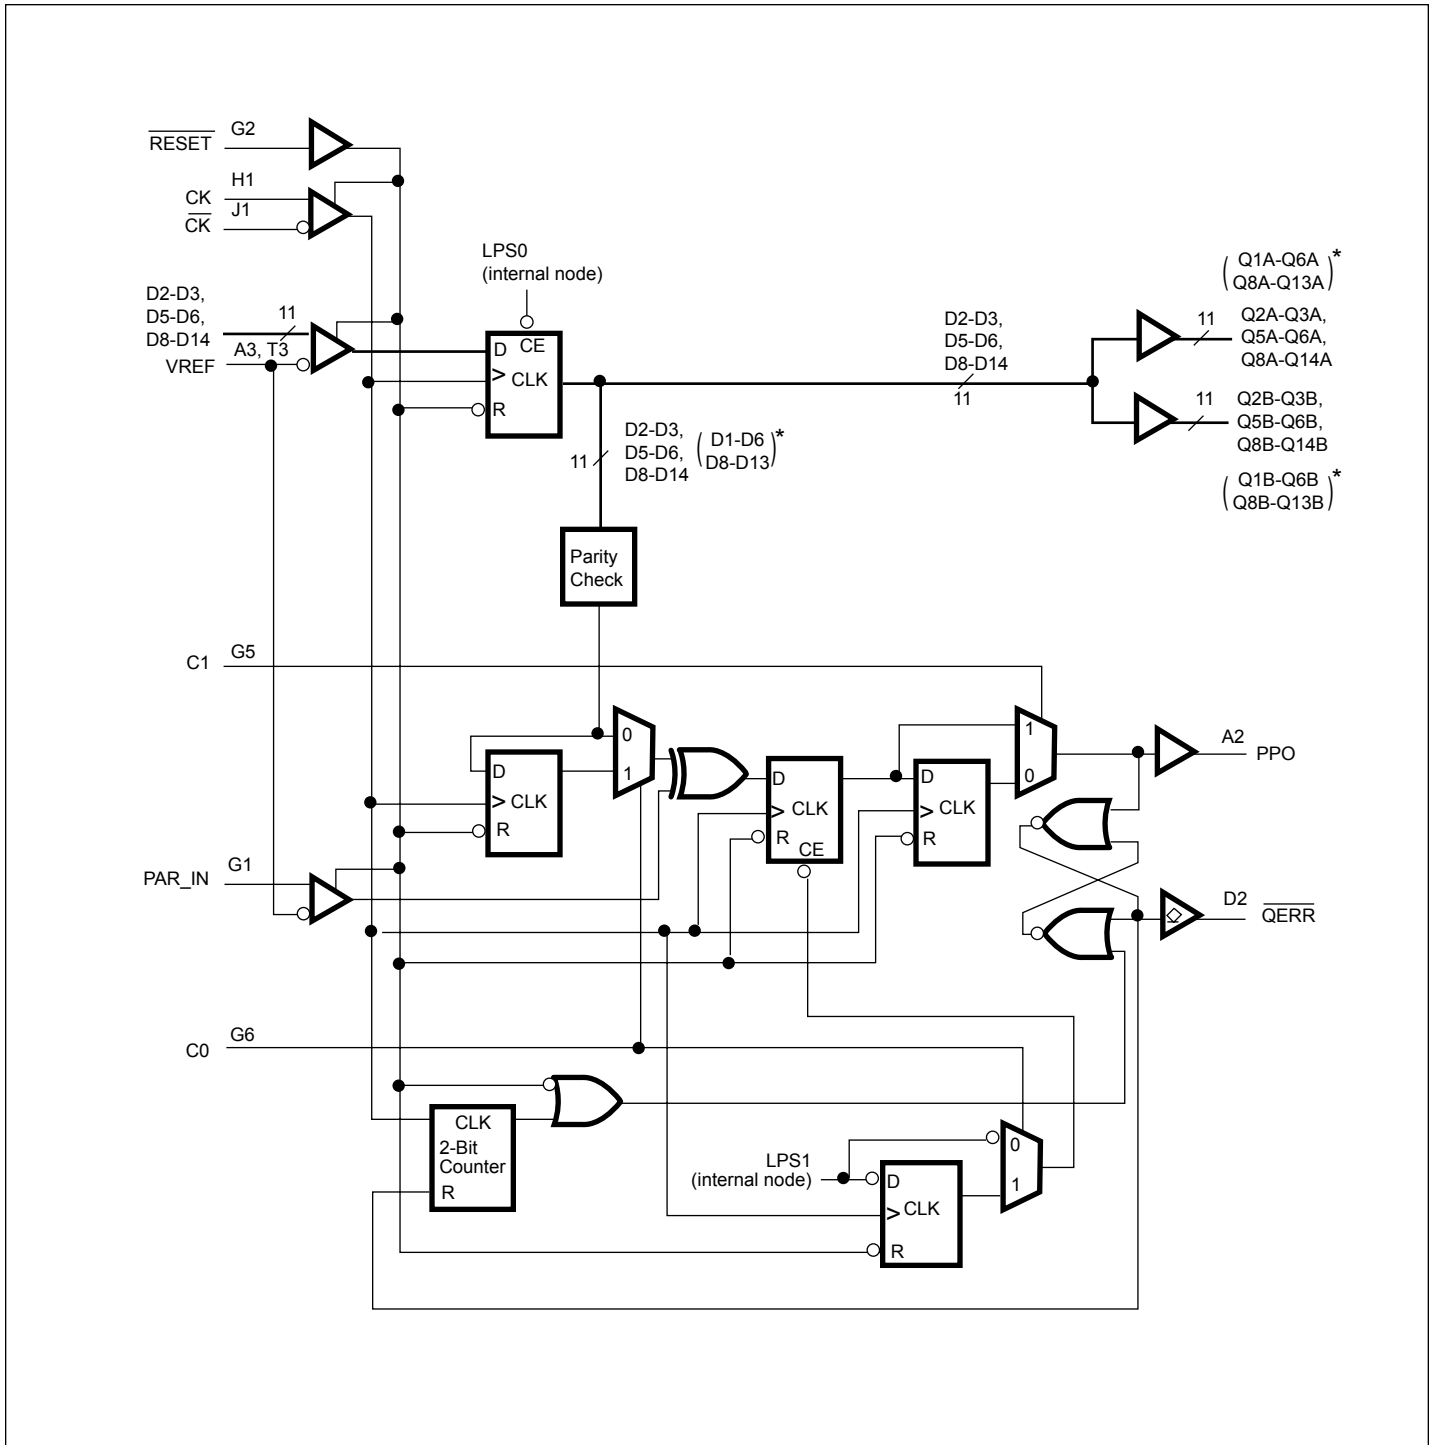 RESET G2
H1
CK
J1
CK
LPS0
(internal node)
D2-D3,
D5-D6,
D8-D14
11
A3, T3
VREF
D CE
> CLK
R
D2-D3,
D5-D6,
D8-D14
11
(Q1A-Q6A
Q8A-Q13A)*
11
Q2A-Q3A,
Q5A-Q6A,
Q8A-Q14A
11
Q2B-Q3B,
Q5B-Q6B,
Q8B-Q14B
(Q1B-Q6B
Q8B-Q13B)*
11
D2-D3,
D5-D6,
D8-D14
(D1-D6
D8-D13)*
Parity
Check
C1 G5
0
1
D
> CLK
R
D
> CLK
R
CE
D
> CLK
R
1
0
A2
PPO
PAR_IN G1
D2
QERR
C0 G6
CLK
2-Bit
Counter
R
LPS1
(internal node)
D
> CLK
R
0
1